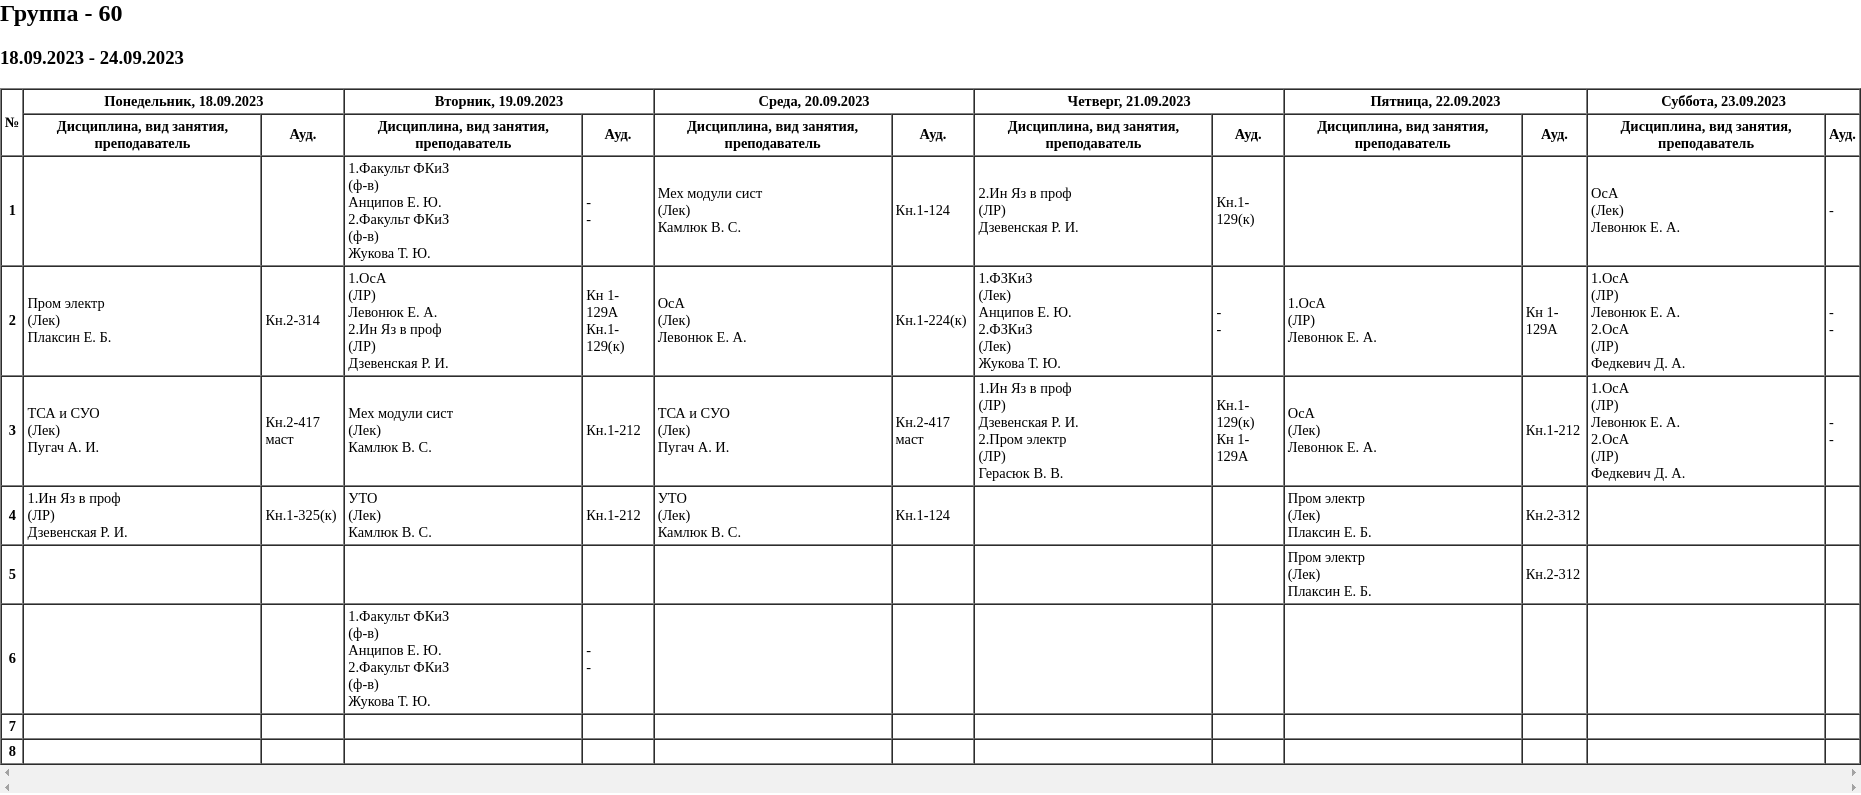 Группа - 60
18.09.2023 - 24.09.2023
№
Понедельник, 18.09.2023
Вторник, 19.09.2023
Среда, 20.09.2023
Четверг, 21.09.2023
Пятница, 22.09.2023
Суббота, 23.09.2023
Дисциплина, вид занятия,
преподаватель
Ауд.
Дисциплина, вид занятия,
преподаватель
Ауд.
Дисциплина, вид занятия,
преподаватель
Ауд.
Дисциплина, вид занятия,
преподаватель
Ауд.
Дисциплина, вид занятия,
преподаватель
Ауд.
Дисциплина, вид занятия,
преподаватель
Ауд.
1
1.Факульт ФКиЗ
(ф-в)
Анципов Е. Ю.
2.Факульт ФКиЗ
(ф-в)
Жукова Т. Ю.
-
-
Мех модули сист
(Лек)
Камлюк В. С.
Кн.1-124
2.Ин Яз в проф
(ЛР)
Дзевенская Р. И.
Кн.1-
129(к)
ОсА
(Лек)
Левонюк Е. А.
-
2
Пром электр
(Лек)
Плаксин Е. Б.
Кн.2-314
1.ОсА
(ЛР)
Левонюк Е. А.
2.Ин Яз в проф
(ЛР)
Дзевенская Р. И.
Кн 1-
129А
Кн.1-
129(к)
ОсА
(Лек)
Левонюк Е. А.
Кн.1-224(к)
1.ФЗКиЗ
(Лек)
Анципов Е. Ю.
2.ФЗКиЗ
(Лек)
Жукова Т. Ю.
-
-
1.ОсА
(ЛР)
Левонюк Е. А.
Кн 1-
129А
1.ОсА
(ЛР)
Левонюк Е. А.
2.ОсА
(ЛР)
Федкевич Д. А.
-
-
3
ТСА и СУО
(Лек)
Пугач А. И.
Кн.2-417
маст
Мех модули сист
(Лек)
Камлюк В. С.
Кн.1-212
ТСА и СУО
(Лек)
Пугач А. И.
Кн.2-417
маст
1.Ин Яз в проф
(ЛР)
Дзевенская Р. И.
2.Пром электр
(ЛР)
Герасюк В. В.
Кн.1-
129(к)
Кн 1-
129А
ОсА
(Лек)
Левонюк Е. А.
Кн.1-212
1.ОсА
(ЛР)
Левонюк Е. А.
2.ОсА
(ЛР)
Федкевич Д. А.
-
-
4
1.Ин Яз в проф
(ЛР)
Дзевенская Р. И.
Кн.1-325(к)
УТО
(Лек)
Камлюк В. С.
Кн.1-212
УТО
(Лек)
Камлюк В. С.
Кн.1-124
Пром электр
(Лек)
Плаксин Е. Б.
Кн.2-312
5
Пром электр
(Лек)
Плаксин Е. Б.
Кн.2-312
6
1.Факульт ФКиЗ
(ф-в)
Анципов Е. Ю.
2.Факульт ФКиЗ
(ф-в)
Жукова Т. Ю.
-
-
7
8